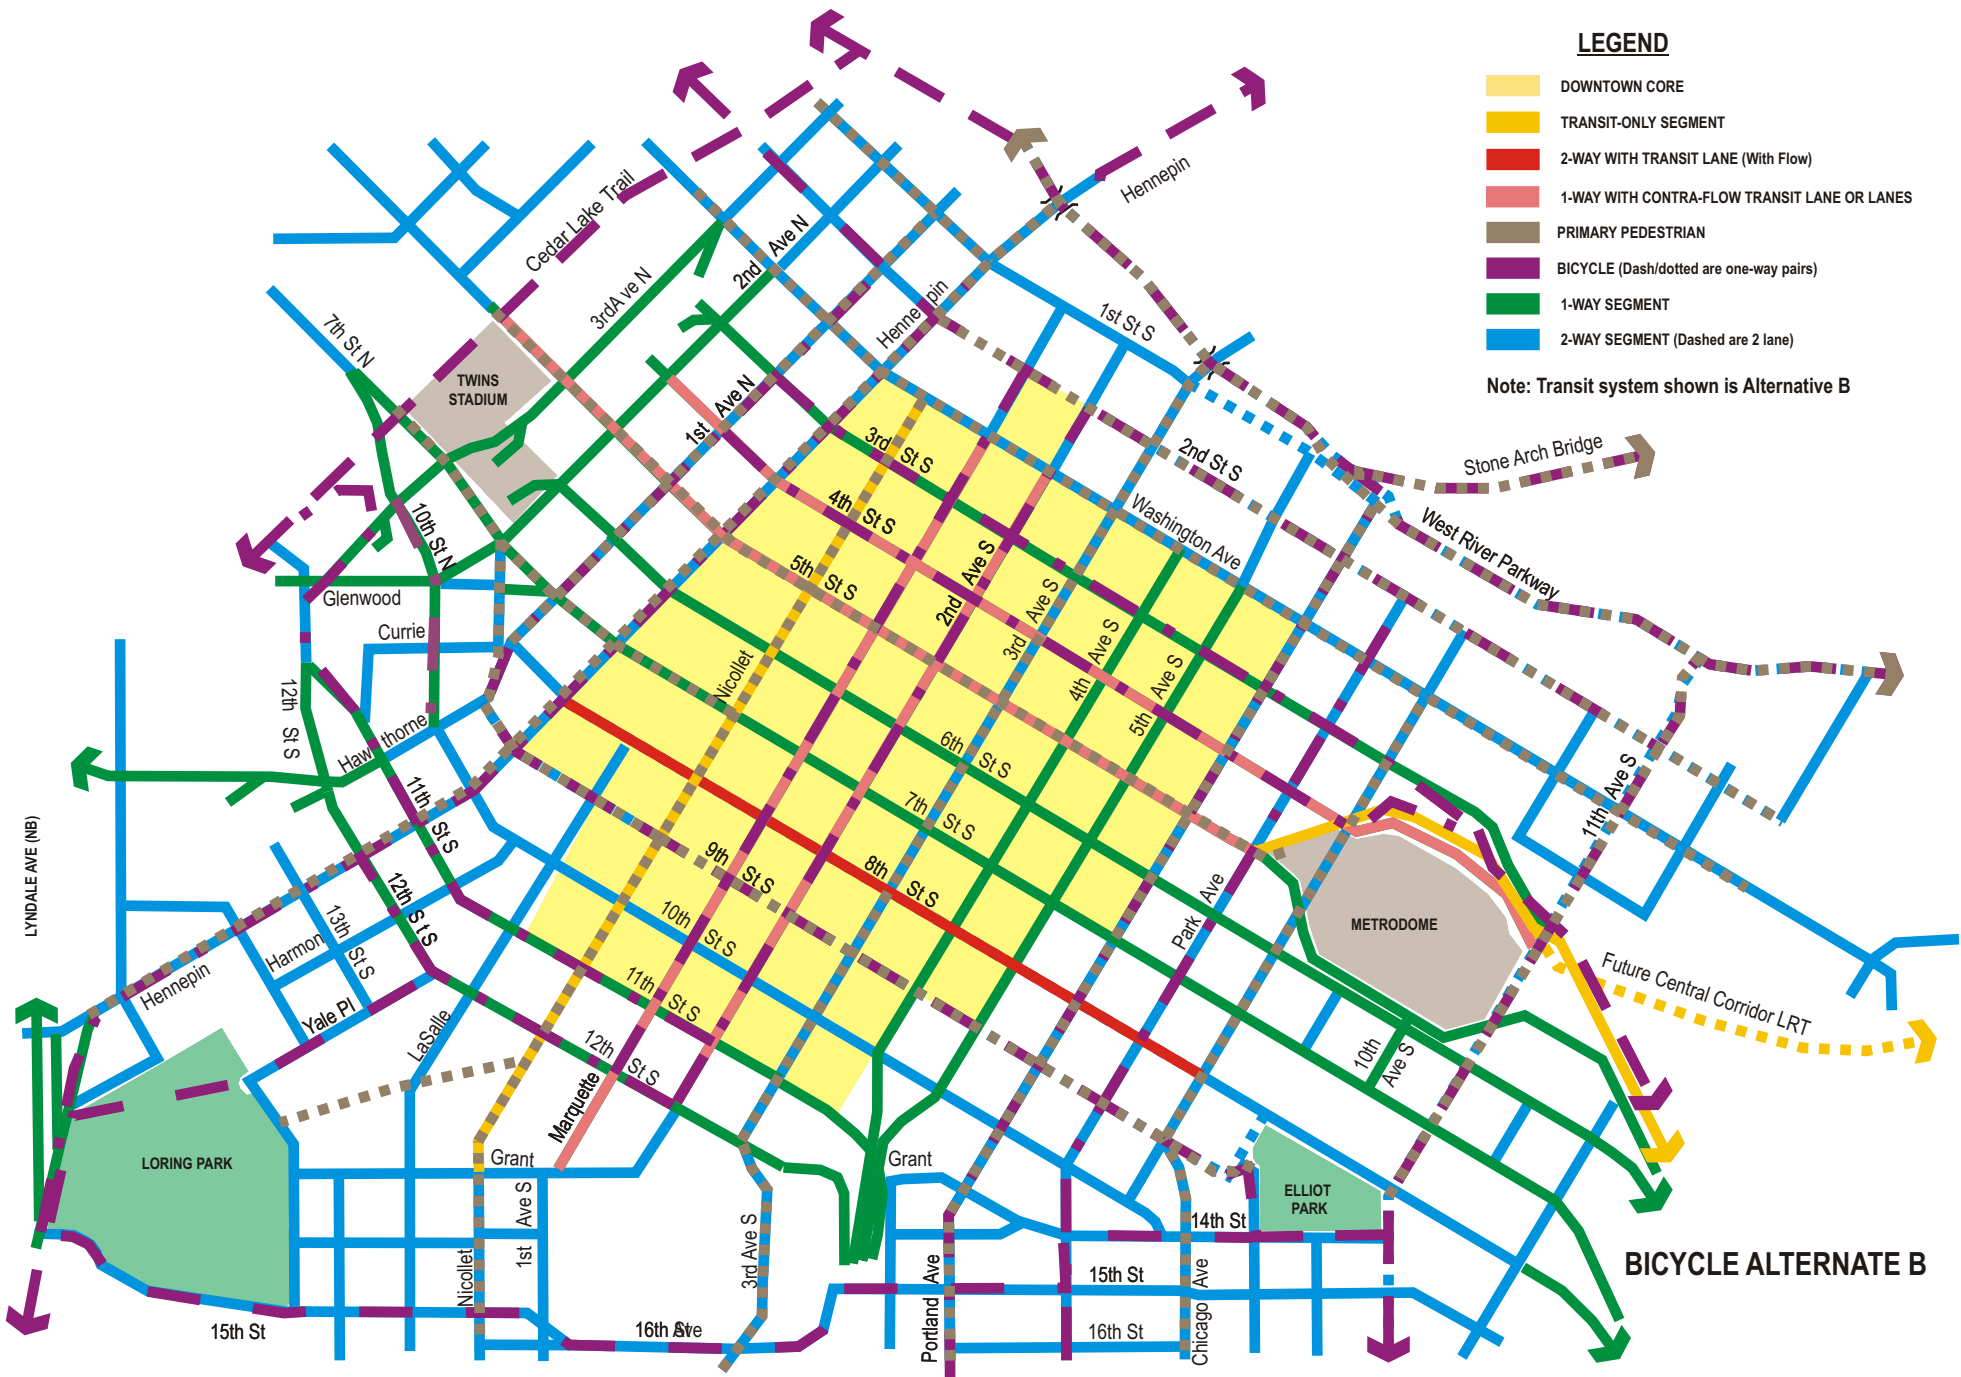 LEGEND
DOWNTOWN CORE
TRANSIT-ONLY SEGMENT
2-WAY WITH TRANSIT LANE (With Flow)
1-WAY WITH CONTRA-FLOW TRANSIT LANE OR LANES
PRIMARY PEDESTRIAN
BICYCLE (Dash/dotted are one-way pairs)
1-WAY SEGMENT
2-WAY SEGMENT (Dashed are 2 lane)
Note: Transit system shown is Alternative B
Hennepin
Cedar Lake Trail
2nd Ave N
3rdA ve N
Henne pin
1st St S
7th St N
TWINS
STADIUM
1st Ave N
3rd St S
2nd St S
Stone Arch Bridge
4th St S
Washington Ave
West River Parkway
10th St N
5th St S
2nd Ave S
3rd Ave S
4th Ave S
5th Ave S
Glenwood
Currie
Nicollet
12th St S
Haw thorne
6th St S
7th St S
11th Ave S
11th St S
LYNDALE AVE (NB)
9th St S
8th St S
10th St S
Park Ave
METRODOME
12th S t S
13th St S
Harmon
Hennepin
Yale Pl
LaSalle
11th St S
Future Central Corridor LRT
12th St S
Marquette
10th Ave S
LORING PARK
Grant
Grant
ELLIOT
PARK
1st Ave S
3rd Ave S
Nicollet
14th St
15th St
Portland Ave
Chicago Ave
BICYCLE ALTERNATE B
15th St
16th St
Ave
16th St